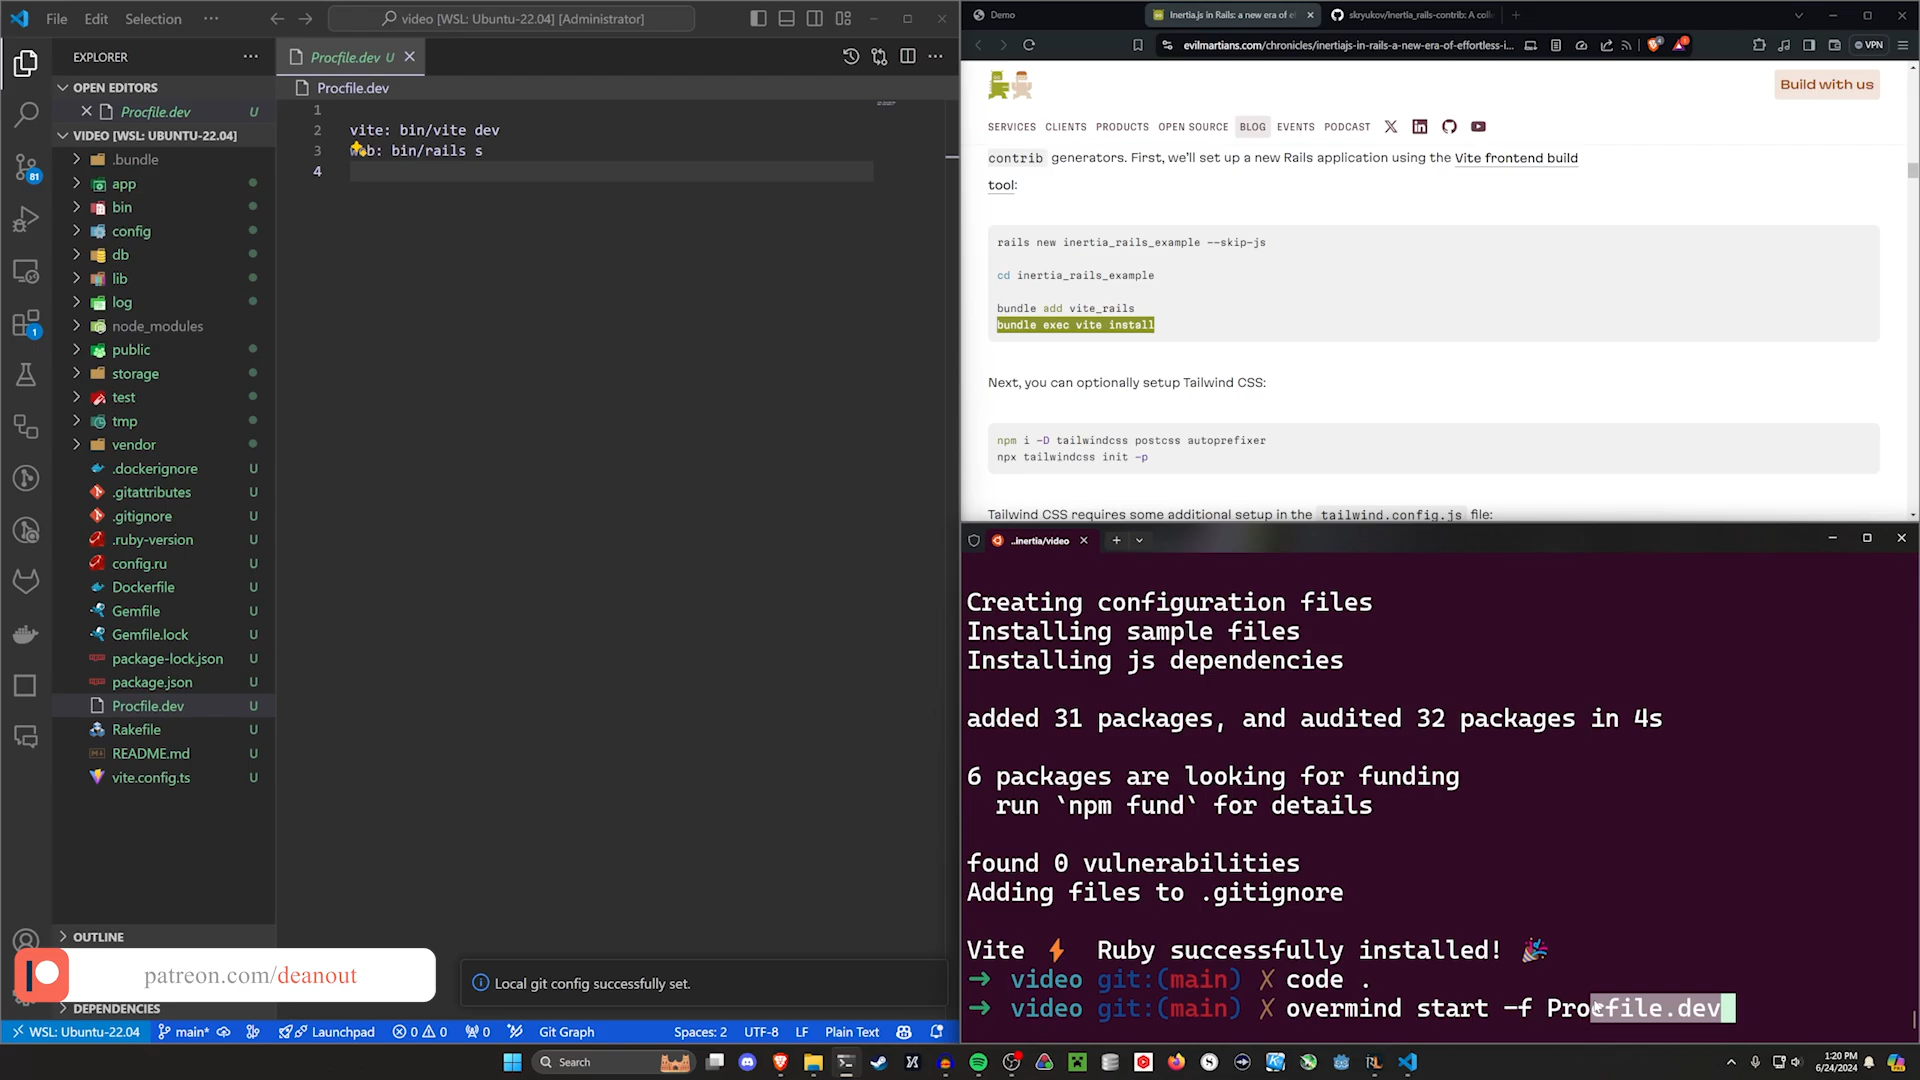 File Edit Selection ···
video [WSL: Ubuntu-22.04] [Administrator]
EXPLORER
OPEN EDITORS
Procfile.dev U
VIDEO [WSL: UBUNTU-22.04]
.bundle
app
bin
config
db
lib
log
node_modules
public
storage
test
tmp
vendor
.dockerignore U
.gitattributes U
.gitignore U
.ruby-version U
config.ru U
Dockerfile U
Gemfile U
Gemfile.lock U
package-lock.json U
package.json U
Procfile.dev U
Rakefile U
README.md U
vite.config.ts U
OUTLINE
DEPENDENCIES
81
1
patreon.com/deanout
Procfile.dev U
Procfile.dev
1
2 vite: bin/vite dev
3 web: bin/rails s
4
Local git config successfully set.
WSL: Ubuntu-22.04 main* Launchpad 0 0 0 Git Graph Spaces: 2 UTF-8 LF Plain Text
Demo
Inertia.js in Rails: a new era of ef
skryukov/inertia_rails-contrib: A coll
evilmartians.com/chronicles/inertiajs-in-rails-a-new-era-of-effortless-i...
VPN
Build with us
SERVICES CLIENTS PRODUCTS OPEN SOURCE BLOG EVENTS PODCAST
contrib generators. First, we'll set up a new Rails application using the Vite frontend build
tool:
rails new inertia_rails_example --skip-js
cd inertia_rails_example
bundle add vite_rails
bundle exec vite install
Next, you can optionally setup Tailwind CSS:
npm i -D tailwindcss postcss autoprefixer
npx tailwindcss init -p
Tailwind CSS requires some additional setup in the tailwind.config.js file:
..inertia/video
Creating configuration files
Installing sample files
Installing js dependencies
added 31 packages, and audited 32 packages in 4s
6 packages are looking for funding
run `npm fund` for details
found 0 vulnerabilities
Adding files to .gitignore
Vite ⚡ Ruby successfully installed! 🎉
→ video git:(main) ✗ code .
→ video git:(main) ✗ overmind start -f Procfile.dev
Search
1:20 PM
6/24/2024